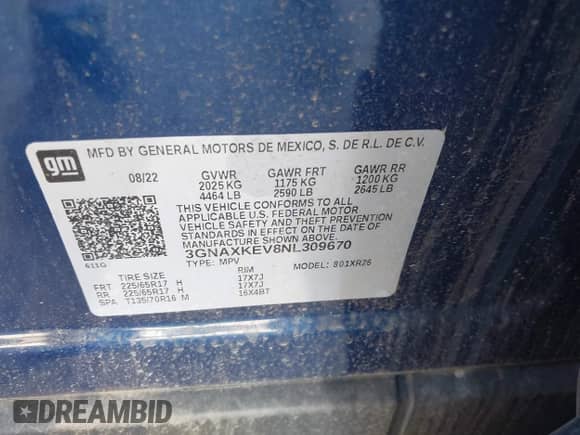 gm
MFD BY GENERAL MOTORS DE MEXICO, S. DE R.L. DE C.V.
08/22 GVWR GAWR FRT GAWR RR
2025 KG 1175 KG 1200 KG
4464 LB 2590 LB 2645 LB
THIS VEHICLE CONFORMS TO ALL
APPLICABLE U.S. FEDERAL MOTOR
VEHICLE SAFETY AND THEFT PREVENTION
STANDARDS IN EFFECT ON THE DATE OF
MANUFACTURE SHOWN ABOVE.
3GNAXKEV8NL309670
611G
TYPE: MPV MODEL: 801XR26
TIRE SIZE RIM
FRT 225/65R17 H 17X7J
RR 225/65R17 H 17X7J
SPA T135/70R16 M 16X4BT
DREAMBID